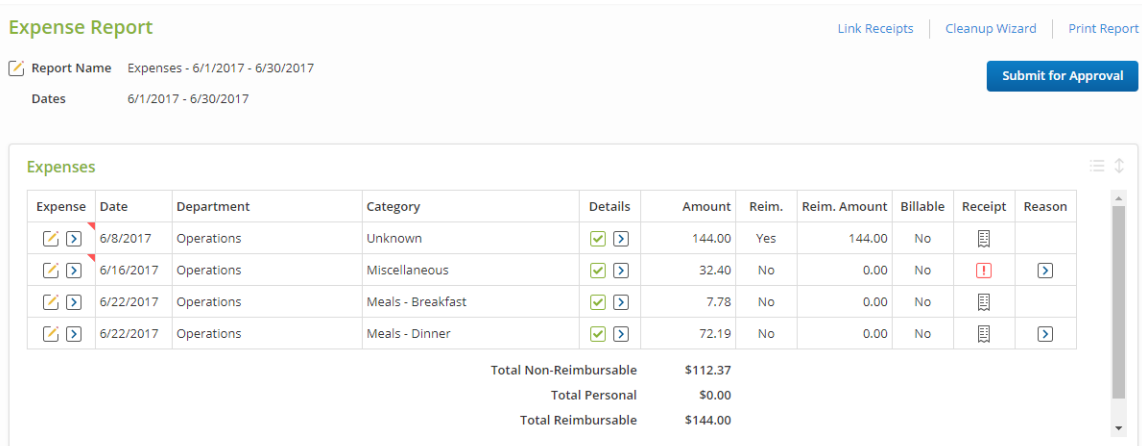 Expense Report
Link Receipts Cleanup Wizard Print Report
Report Name Expenses - 6/1/2017 - 6/30/2017
Submit for Approval
Dates 6/1/2017 - 6/30/2017
Expenses
Expense Date Department Category Details Amount Reim. Reim. Amount Billable Receipt Reason
6/8/2017 Operations Unknown 144.00 Yes 144.00 No
6/16/2017 Operations Miscellaneous 32.40 No 0.00 No !
6/22/2017 Operations Meals - Breakfast 7.78 No 0.00 No
6/22/2017 Operations Meals - Dinner 72.19 No 0.00 No
Total Non-Reimbursable $112.37
Total Personal $0.00
Total Reimbursable $144.00